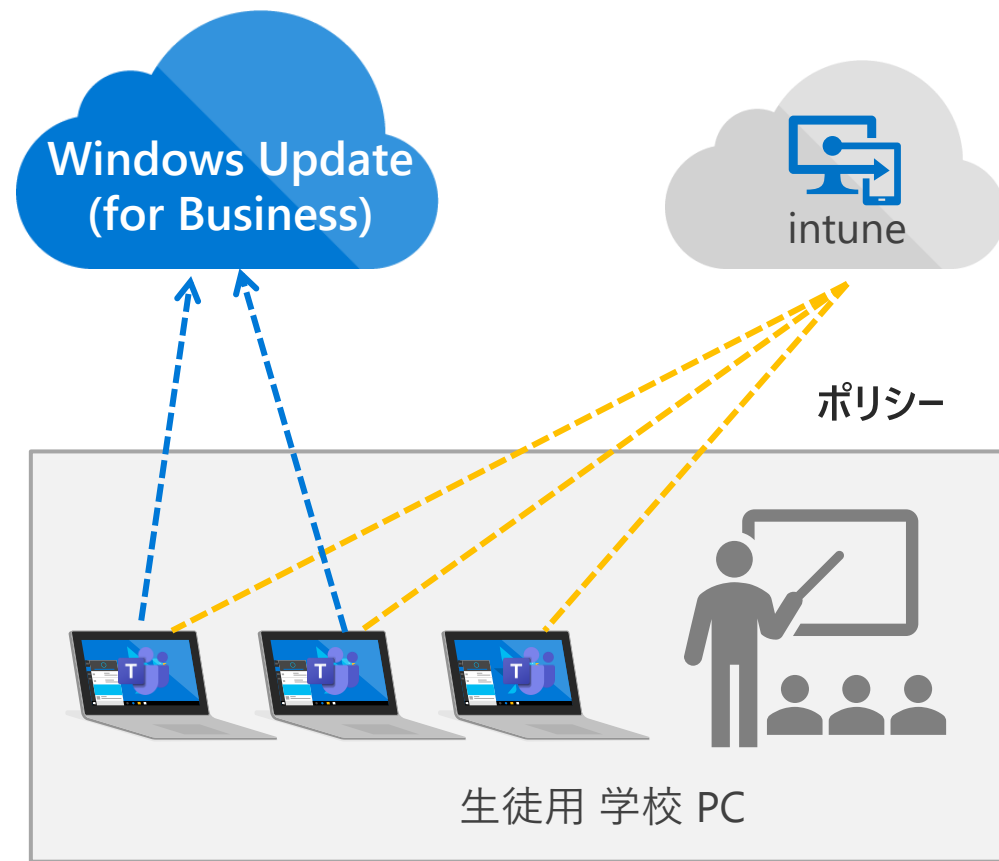 Windows Update
(for Business)
intune
ポリシー
T
T
T
生徒用 学校 PC